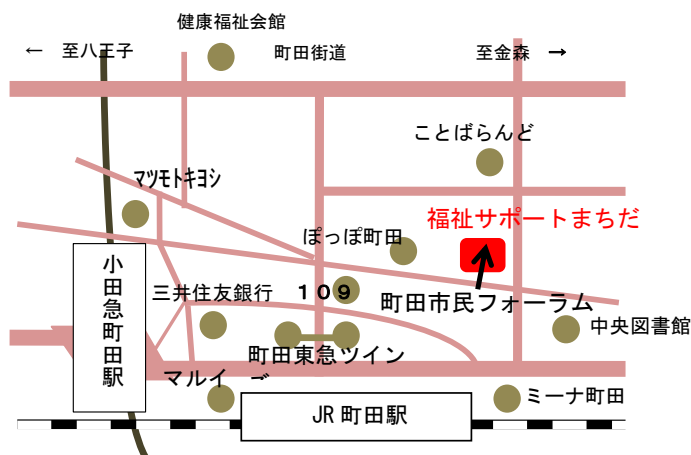 健康福祉会館
← 至八王子
町田街道
至金森 →
ことばらんど
マツモトキヨシ
福祉サポートまちだ
ぽっぽ町田
小田急町田駅
三井住友銀行
109
町田市民フォーラム
中央図書館
町田東急ツイン
マルイ
ミーナ町田
JR 町田駅